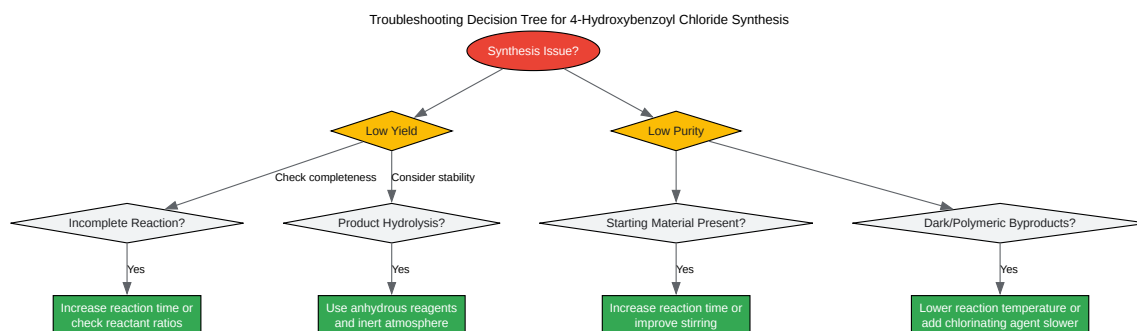 Troubleshooting Decision Tree for 4-Hydroxybenzoyl Chloride Synthesis
Synthesis Issue?
Low Yield
Low Purity
Check completeness
Consider stability
Incomplete Reaction?
Product Hydrolysis?
Starting Material Present?
Dark/Polymeric Byproducts?
Yes
Yes
Yes
Yes
Increase reaction time or
check reactant ratios
Use anhydrous reagents
and inert atmosphere
Increase reaction time or
improve stirring
Lower reaction temperature or
add chlorinating agent slower